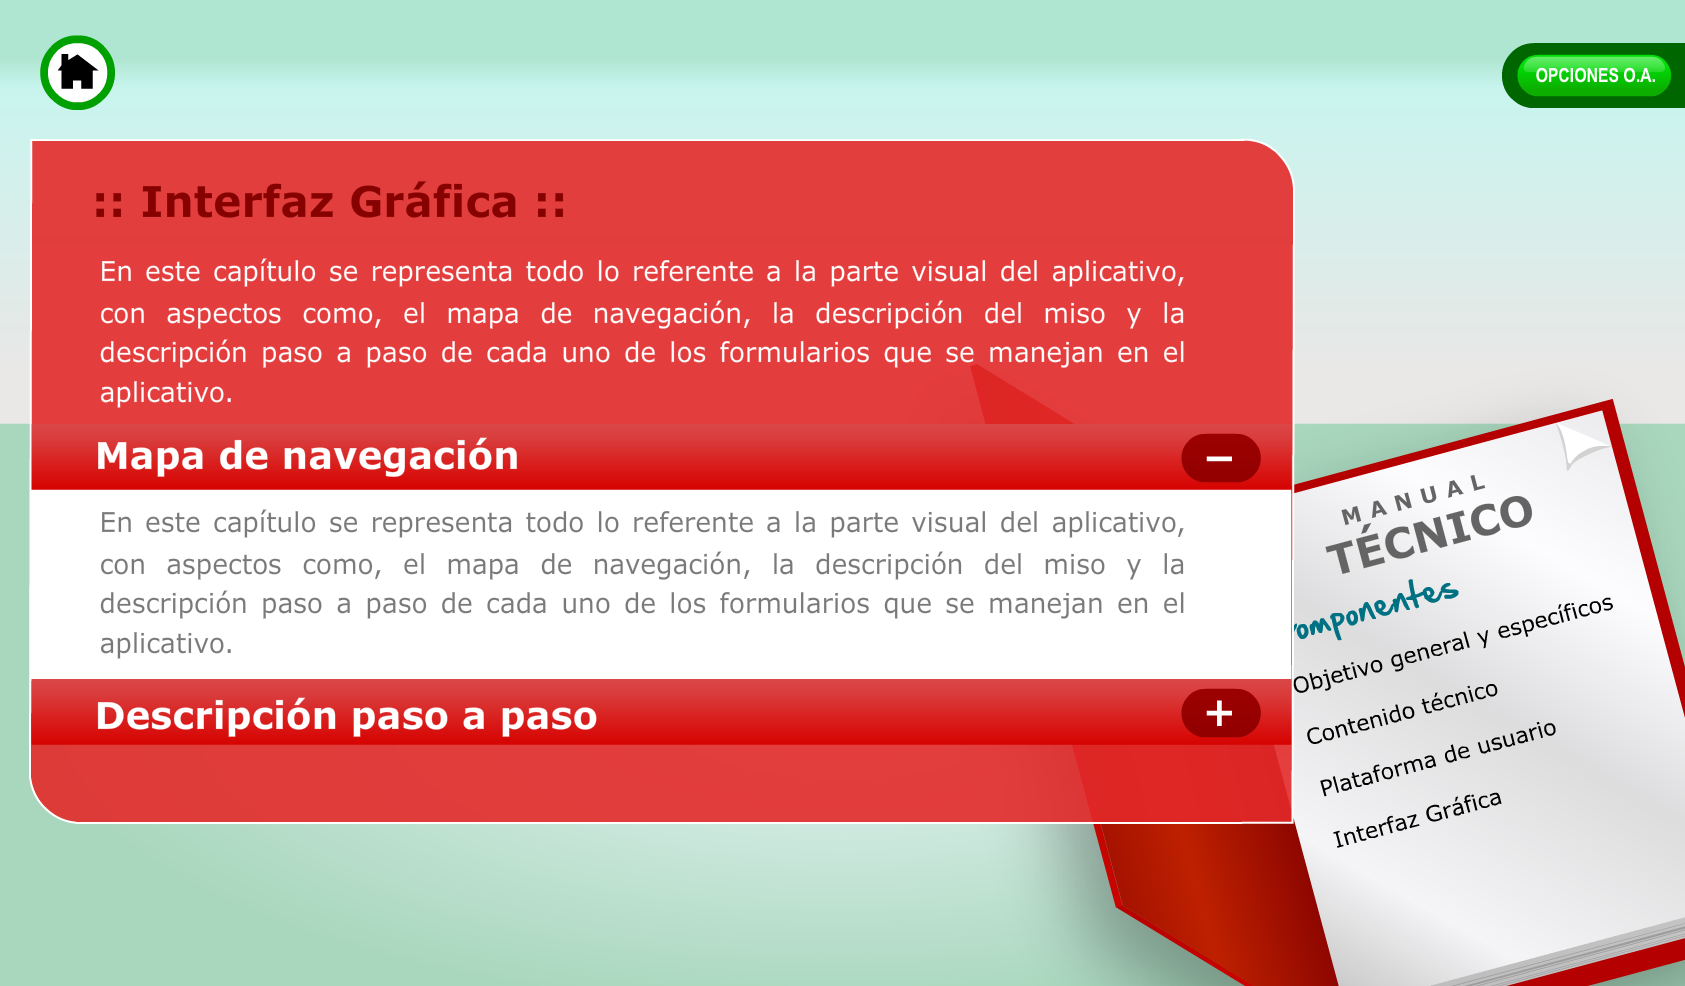 OPCIONES O.A.
:: Interfaz Gráfica ::
En este capítulo se representa todo lo referente a la parte visual del aplicativo,
con aspectos como, el mapa de navegación, la descripción del miso y la
descripción paso a paso de cada uno de los formularios que se manejan en el
aplicativo.
Mapa de navegación
En este capítulo se representa todo lo referente a la parte visual del aplicativo,
con aspectos como, el mapa de navegación, la descripción del miso y la
descripción paso a paso de cada uno de los formularios que se manejan en el
aplicativo.
Descripción paso a paso
MANUAL
TÉCNICO
omponentes
Objetivo general y específicos
Contenido técnico
Plataforma de usuario
Interfaz Gráfica